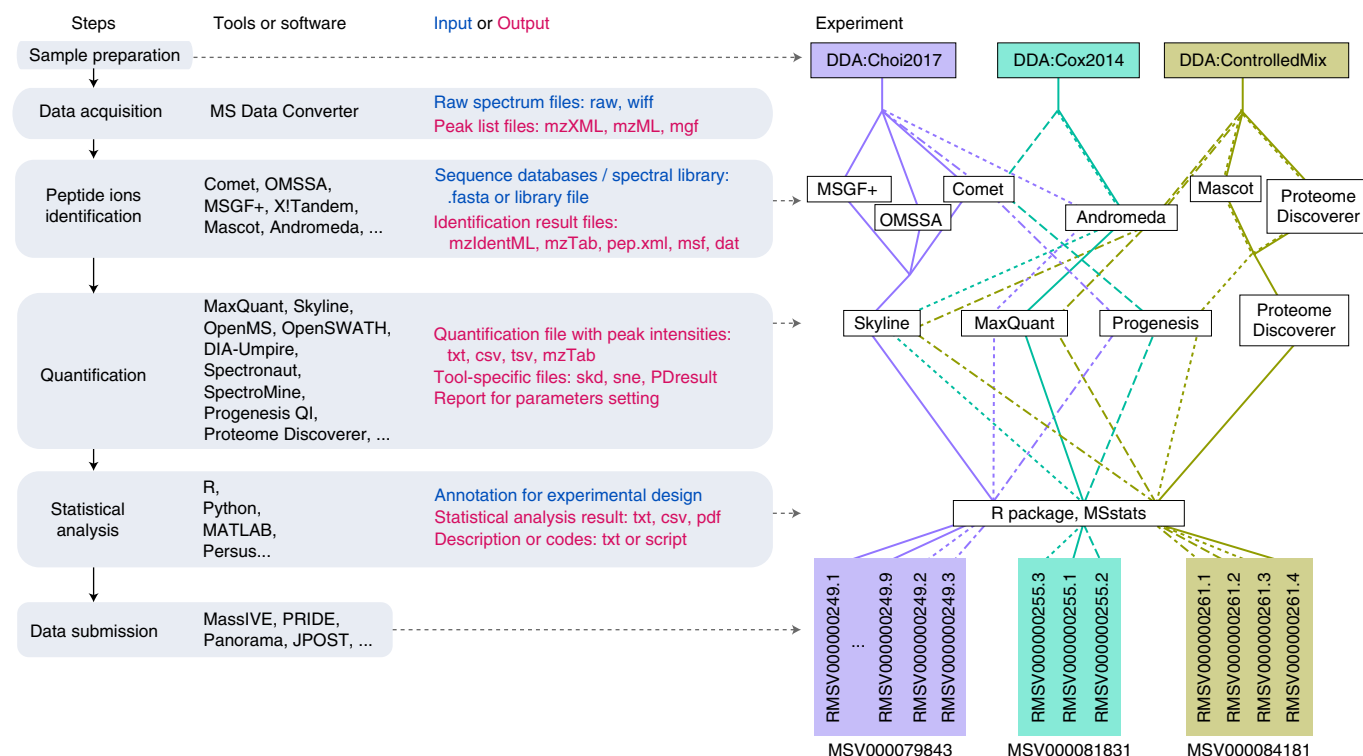 Steps
Tools or software
Input or Output
Experiment
Sample preparation
DDA:Choi2017
DDA:Cox2014
DDA:ControlledMix
Data acquisition
MS Data Converter
Raw spectrum files: raw, wiff
Peak list files: mzXML, mzML, mgf
Peptide ions
identification
Comet, OMSSA,
MSGF+, X!Tandem,
Mascot, Andromeda, ...
Sequence databases / spectral library:
.fasta or library file
Identification result files:
mzIdentML, mzTab, pep.xml, msf, dat
MSGF+
Comet
OMSSA
Andromeda
Mascot
Proteome
Discoverer
Quantification
MaxQuant, Skyline,
OpenMS, OpenSWATH,
DIA-Umpire,
Spectronaut,
SpectroMine,
Progenesis QI,
Proteome Discoverer, ...
Quantification file with peak intensities:
txt, csv, tsv, mzTab
Tool-specific files: skd, sne, PDresult
Report for parameters setting
Skyline
MaxQuant
Progenesis
Proteome
Discoverer
Statistical
analysis
R,
Python,
MATLAB,
Persus...
Annotation for experimental design
Statistical analysis result: txt, csv, pdf
Description or codes: txt or script
R package, MSstats
Data submission
MassIVE, PRIDE,
Panorama, JPOST, ...
RMSV000000249.1
...
RMSV000000249.9
RMSV000000249.2
RMSV000000249.3
RMSV000000255.3
RMSV000000255.1
RMSV000000255.2
RMSV000000261.1
RMSV000000261.2
RMSV000000261.3
RMSV000000261.4
MSV000079843
MSV000081831
MSV000084181